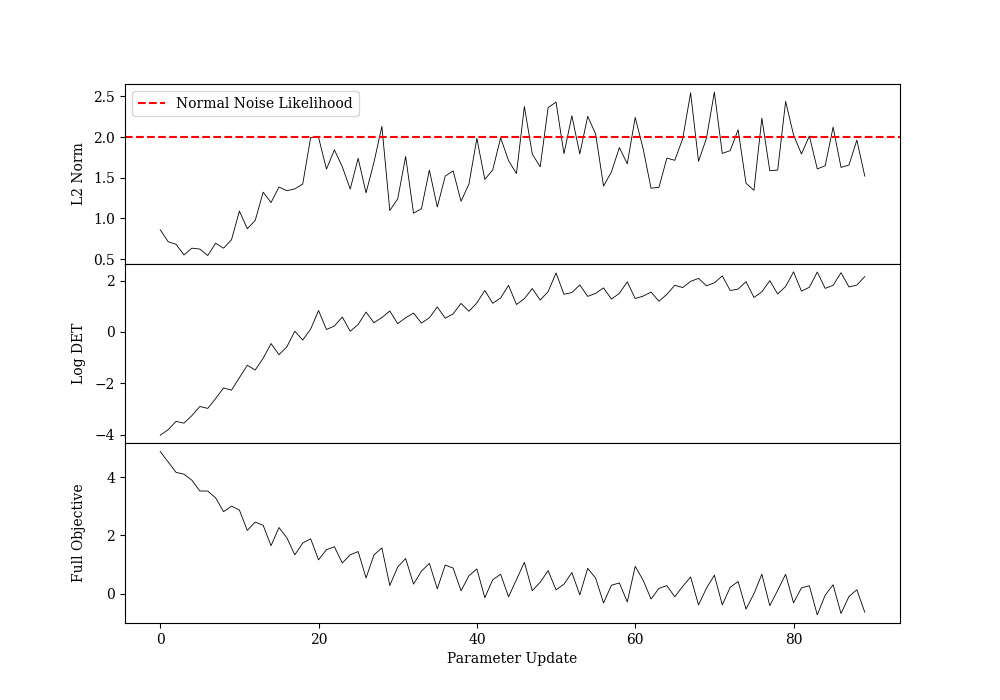 Normal Noise Likelihood
L2 Norm
2.5
2.0
1.5
1.0
0.5
Log DET
2
0
−2
−4
Full Objective
4
2
0
0 20 40 60 80
Parameter Update